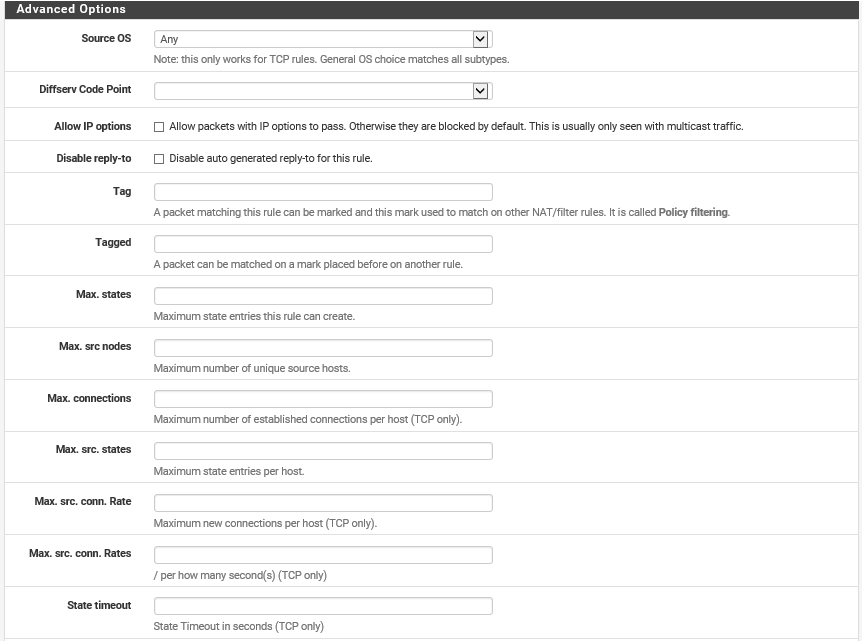 Advanced Options
Source OS
Any
Note: this only works for TCP rules. General OS choice matches all subtypes.
Diffserv Code Point
Allow IP options
Allow packets with IP options to pass. Otherwise they are blocked by default. This is usually only seen with multicast traffic.
Disable reply-to
Disable auto generated reply-to for this rule.
Tag
A packet matching this rule can be marked and this mark used to match on other NAT/filter rules. It is called Policy filtering.
Tagged
A packet can be matched on a mark placed before on another rule.
Max. states
Maximum state entries this rule can create.
Max. src nodes
Maximum number of unique source hosts.
Max. connections
Maximum number of established connections per host (TCP only).
Max. src. states
Maximum state entries per host.
Max. src. conn. Rate
Maximum new connections per host (TCP only).
Max. src. conn. Rates
/ per how many second(s) (TCP only)
State timeout
State Timeout in seconds (TCP only)